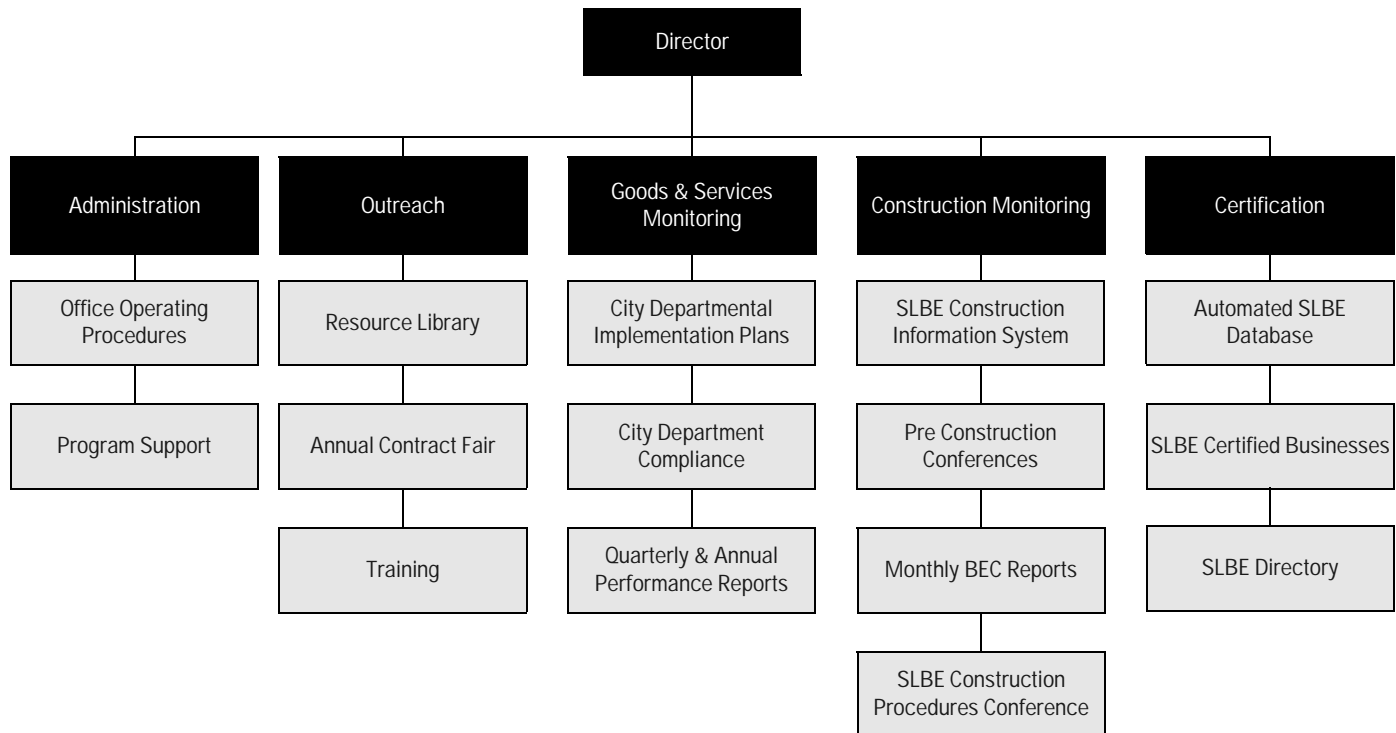 Director
Administration
Office Operating
Procedures
Program Support
Outreach
Resource Library
Annual Contract Fair
Training
Goods & Services
Monitoring
City Departmental
Implementation Plans
City Department
Compliance
Quarterly & Annual
Performance Reports
Construction Monitoring
SLBE Construction
Information System
Pre Construction
Conferences
Monthly BEC Reports
SLBE Construction
Procedures Conference
Certification
Automated SLBE
Database
SLBE Certified Businesses
SLBE Directory